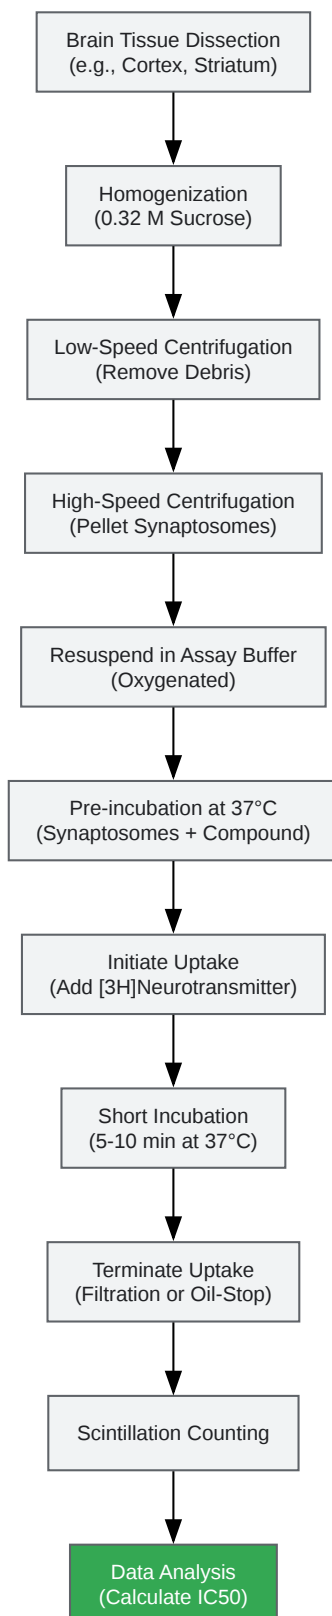 Brain Tissue Dissection
(e.g., Cortex, Striatum)
Homogenization
(0.32 M Sucrose)
Low-Speed Centrifugation
(Remove Debris)
High-Speed Centrifugation
(Pellet Synaptosomes)
Resuspend in Assay Buffer
(Oxygenated)
Pre-incubation at 37°C
(Synaptosomes + Compound)
Initiate Uptake
(Add [3H]Neurotransmitter)
Short Incubation
(5-10 min at 37°C)
Terminate Uptake
(Filtration or Oil-Stop)
Scintillation Counting
Data Analysis
(Calculate IC50)